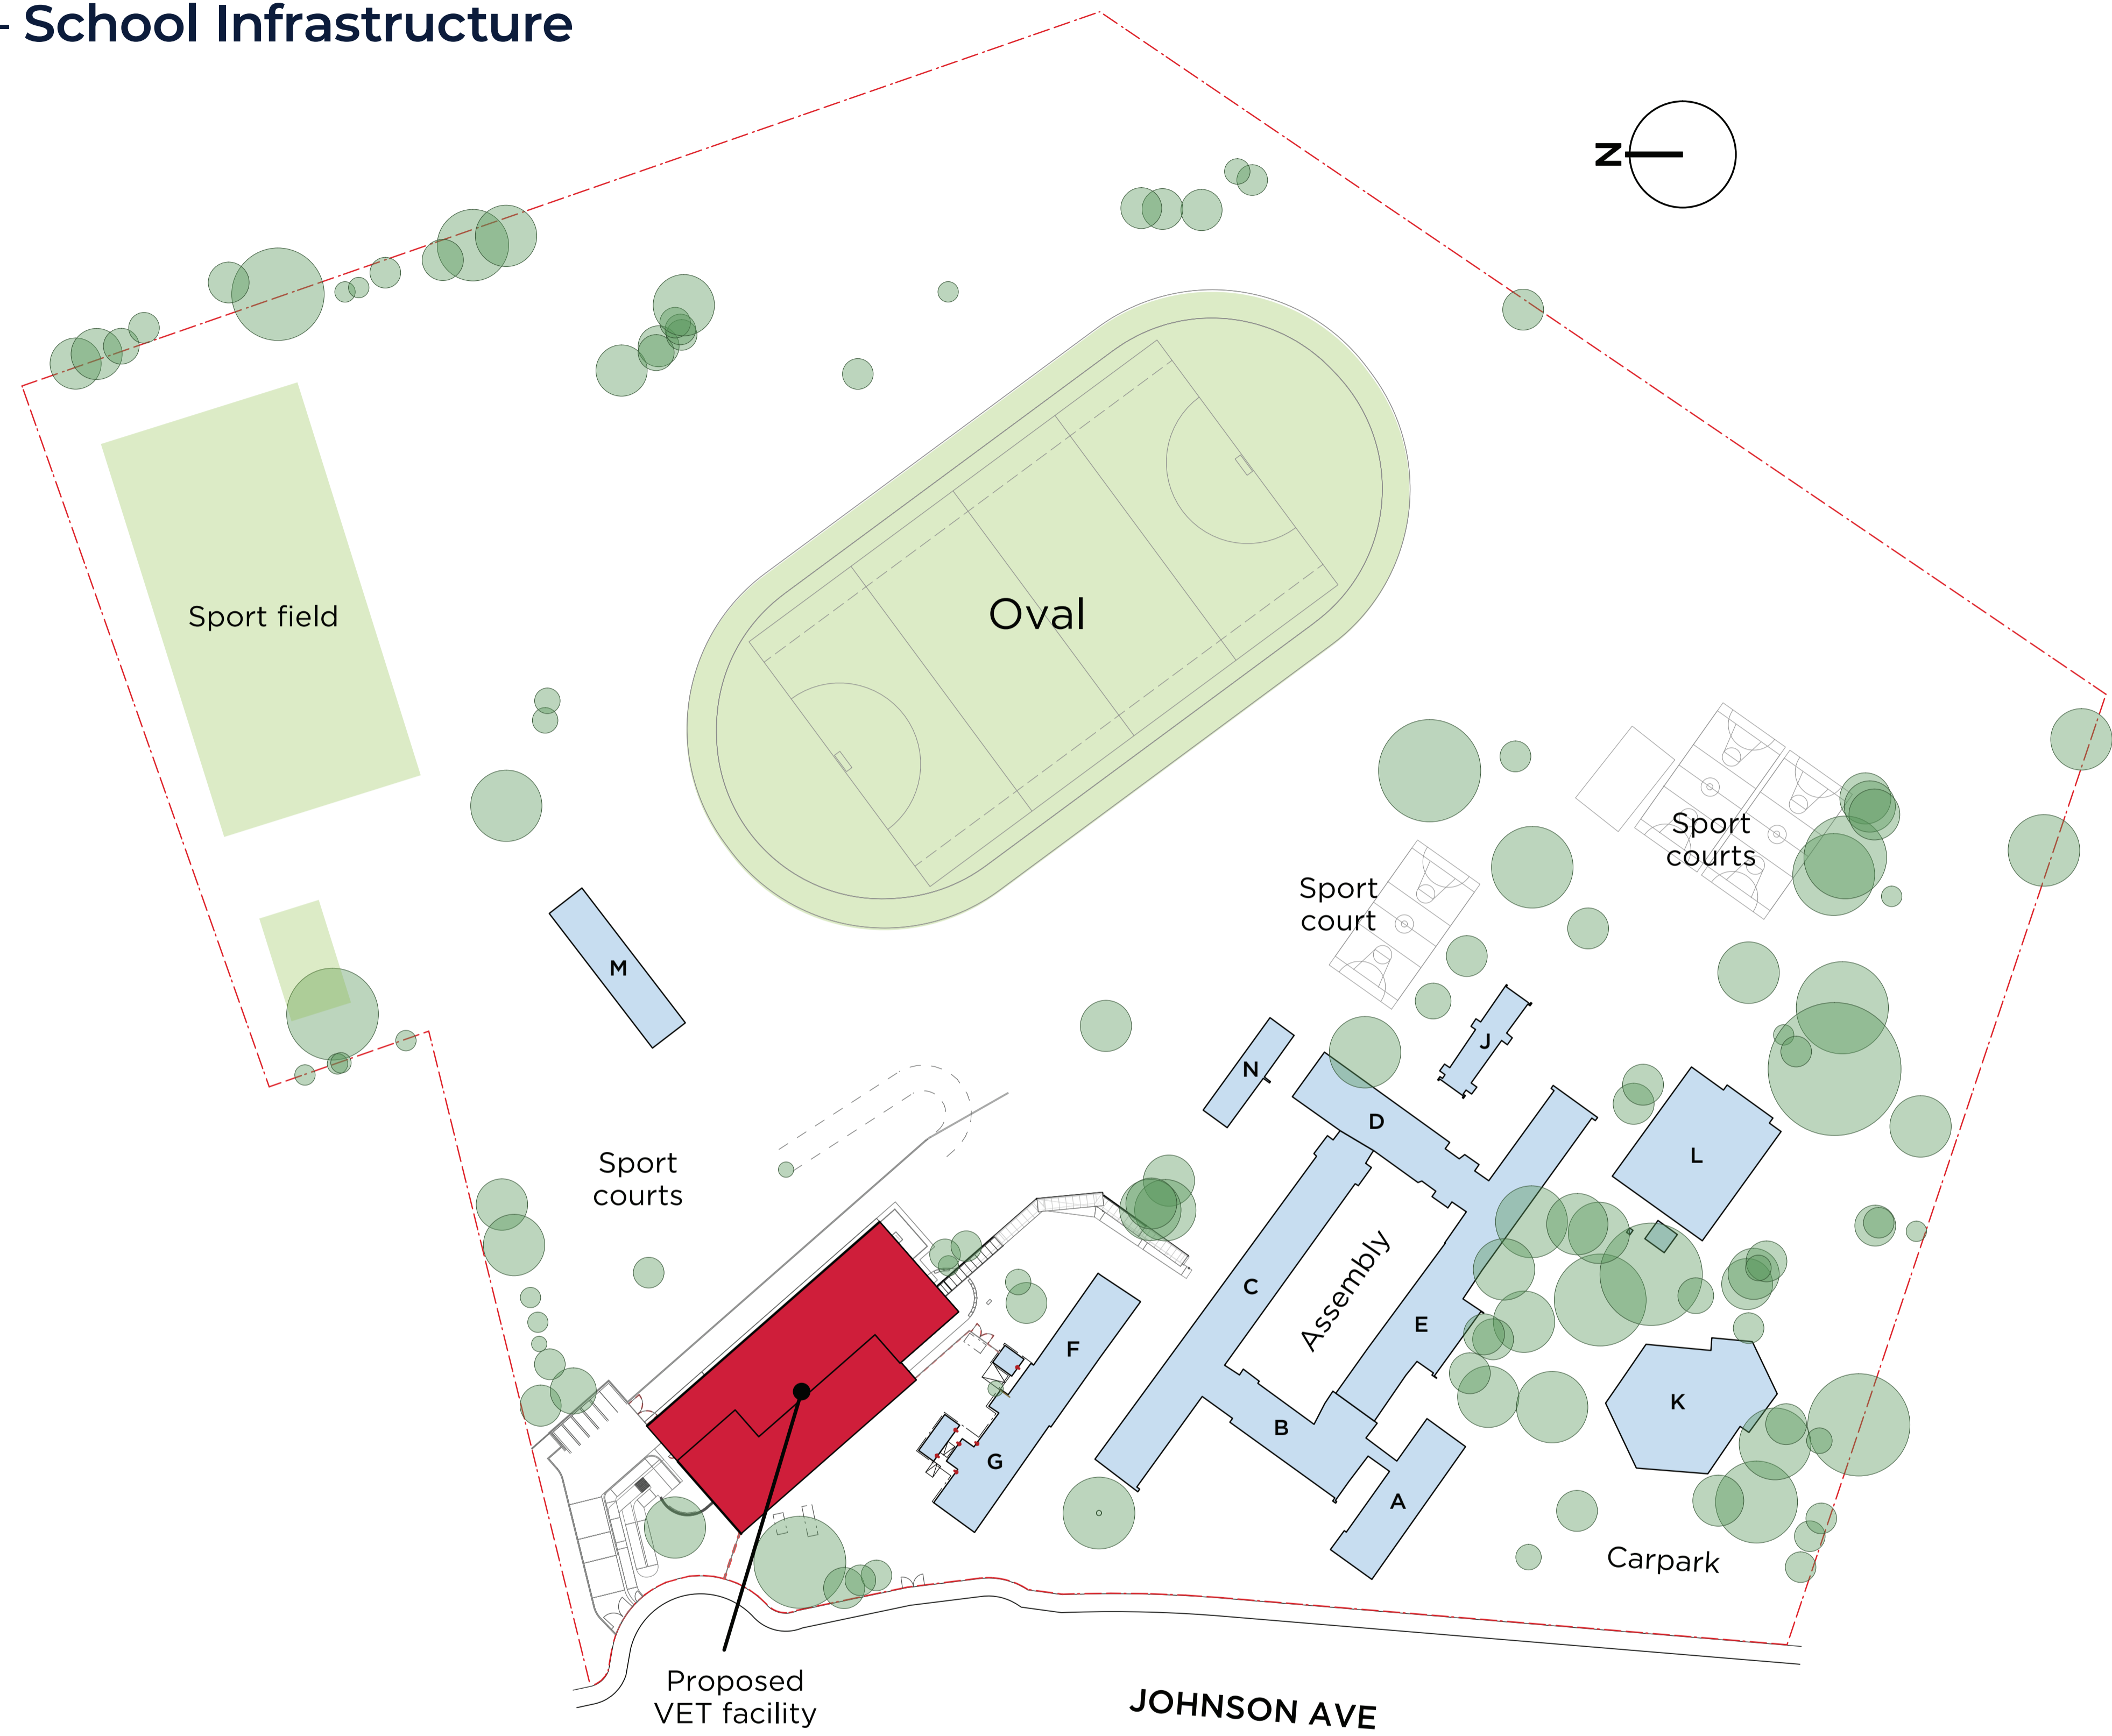 - School Infrastructure
N
Sport field
Oval
Sport
courts
Sport
court
M
N
J
D
L
Sport
courts
C
Assembly
E
F
K
B
G
A
Carpark
Proposed
VET facility
JOHNSON AVE